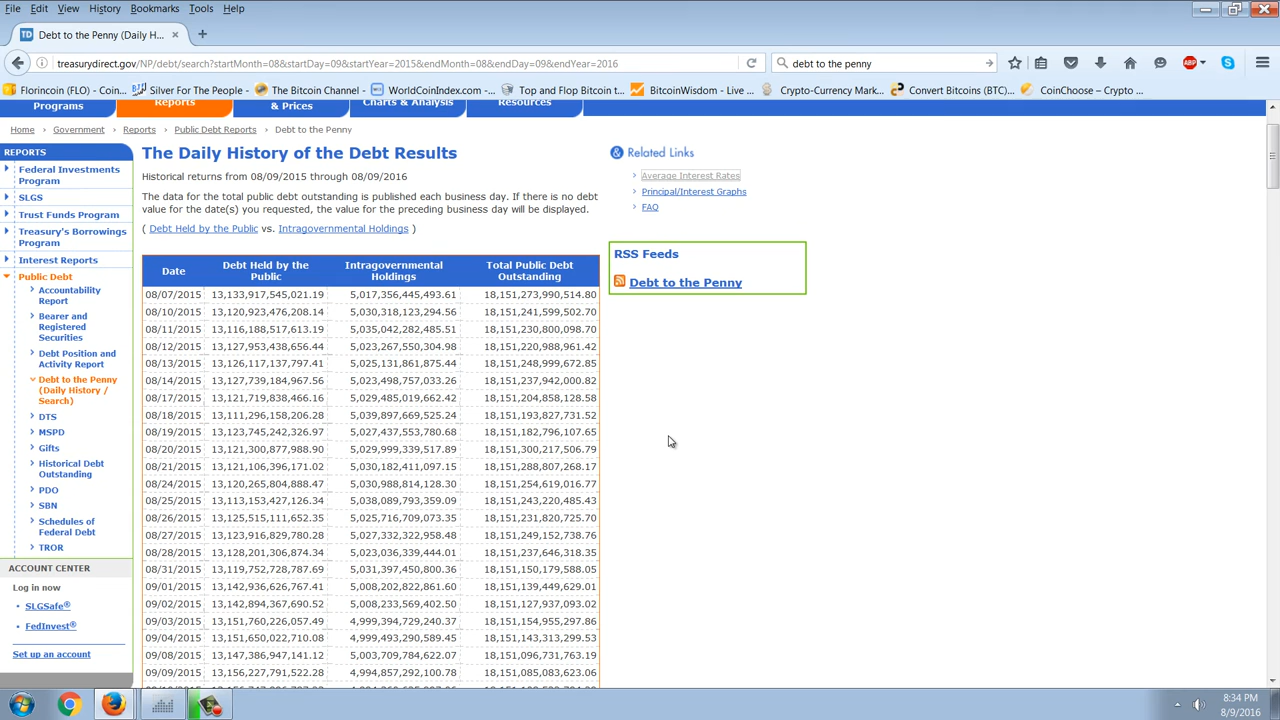 File Edit View History Bookmarks Tools Help
TD Debt to the Penny (Daily H... × +
treasurydirect.gov/NP/debt/search?startMonth=08&startDay=09&startYear=2015&endMonth=08&endDay=09&endYear=2016 debt to the penny ABP
Florincoin (FLO) - Coin... Silver For The People - ... The Bitcoin Channel - WorldCoinIndex.com -... Top and Flop Bitcoin t... BitcoinWisdom - Live ... Crypto-Currency Mark... Convert Bitcoins (BTC)... CoinChoose – Crypto ...
Programs Reports & Prices Charts & Analysis Resources
Home › Government › Reports › Public Debt Reports › Debt to the Penny
REPORTS
Federal Investments
Program
SLGS
Trust Funds Program
Treasury's Borrowings
Program
Interest Reports
Public Debt
Accountability
Report
Bearer and
Registered
Securities
Debt Position and
Activity Report
Debt to the Penny
(Daily History /
Search)
DTS
MSPD
Gifts
Historical Debt
Outstanding
PDO
SBN
Schedules of
Federal Debt
TROR
ACCOUNT CENTER
Log in now
• SLGSafe®
• FedInvest®
Set up an account
The Daily History of the Debt Results
Historical returns from 08/09/2015 through 08/09/2016
The data for the total public debt outstanding is published each business day. If there is no debt
value for the date(s) you requested, the value for the preceding business day will be displayed.
( Debt Held by the Public vs. Intragovernmental Holdings )
Date Debt Held by the Public Intragovernmental Holdings Total Public Debt Outstanding
08/07/2015 13,133,917,545,021.19 5,017,356,445,493.61 18,151,273,990,514.80
08/10/2015 13,120,923,476,208.14 5,030,318,123,294.56 18,151,241,599,502.70
08/11/2015 13,116,188,517,613.19 5,035,042,282,485.51 18,151,230,800,098.70
08/12/2015 13,127,953,438,656.44 5,023,267,550,304.98 18,151,220,988,961.42
08/13/2015 13,126,117,137,797.41 5,025,131,861,875.44 18,151,248,999,672.85
08/14/2015 13,127,739,184,967.56 5,023,498,757,033.26 18,151,237,942,000.82
08/17/2015 13,121,719,838,466.16 5,029,485,019,662.42 18,151,204,858,128.58
08/18/2015 13,111,296,158,206.28 5,039,897,669,525.24 18,151,193,827,731.52
08/19/2015 13,123,745,242,326.97 5,027,437,553,780.68 18,151,182,796,107.65
08/20/2015 13,121,300,877,988.90 5,029,999,339,517.89 18,151,300,217,506.79
08/21/2015 13,121,106,396,171.02 5,030,182,411,097.15 18,151,288,807,268.17
08/24/2015 13,120,265,804,888.47 5,030,988,814,128.30 18,151,254,619,016.77
08/25/2015 13,113,153,427,126.34 5,038,089,793,359.09 18,151,243,220,485.43
08/26/2015 13,125,515,111,652.35 5,025,716,709,073.35 18,151,231,820,725.70
08/27/2015 13,123,916,829,780.28 5,027,332,322,958.48 18,151,249,152,738.76
08/28/2015 13,128,201,306,874.34 5,023,036,339,444.01 18,151,237,646,318.35
08/31/2015 13,119,752,728,787.69 5,031,397,450,800.36 18,151,150,179,588.05
09/01/2015 13,142,936,626,767.41 5,008,202,822,861.60 18,151,139,449,629.01
09/02/2015 13,142,894,367,690.52 5,008,233,569,402.50 18,151,127,937,093.02
09/03/2015 13,151,760,226,057.49 4,999,394,729,240.37 18,151,154,955,297.86
09/04/2015 13,151,650,022,710.08 4,999,493,290,589.45 18,151,143,313,299.53
09/08/2015 13,147,386,947,141.12 5,003,709,784,622.07 18,151,096,731,763.19
09/09/2015 13,156,227,791,522.28 4,994,857,292,100.78 18,151,085,083,623.06
Related Links
Average Interest Rates
Principal/Interest Graphs
FAQ
RSS Feeds
Debt to the Penny
8:34 PM
8/9/2016